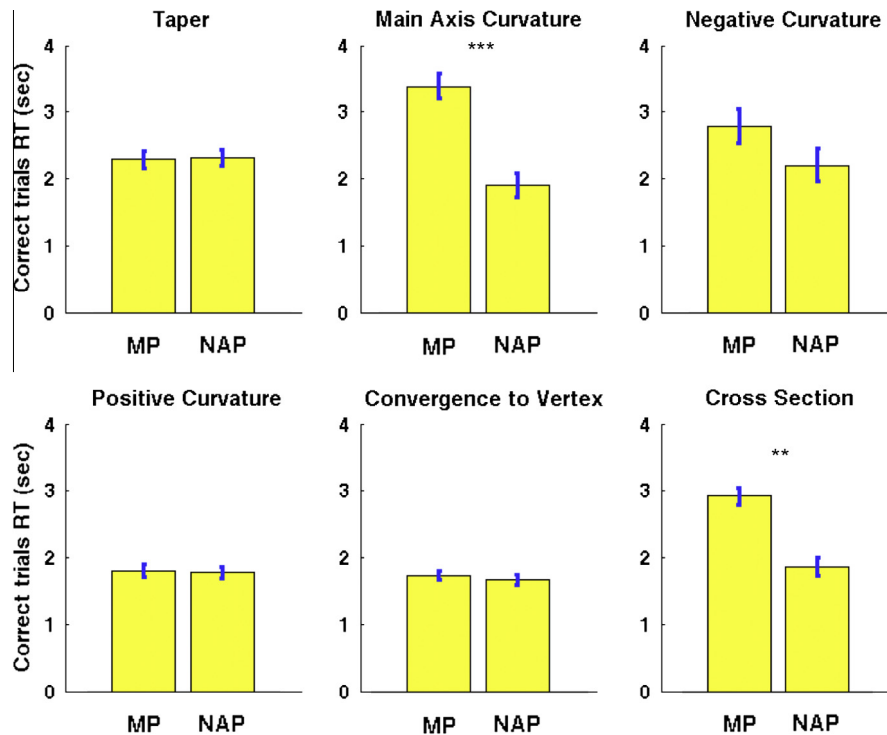 Taper
Main Axis Curvature
Negative Curvature
Correct trials RT (sec)
4
3
2
1
0
MP NAP
4
3
2
1
0
***
MP NAP
4
3
2
1
0
MP NAP
Positive Curvature
Convergence to Vertex
Cross Section
Correct trials RT (sec)
4
3
2
1
0
MP NAP
4
3
2
1
0
MP NAP
4
3
2
1
0
**
MP NAP